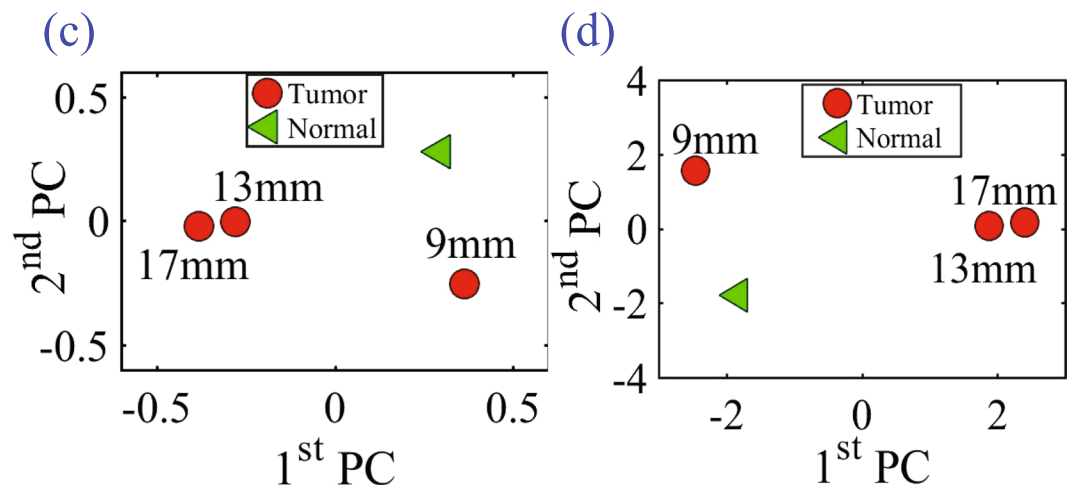 (c)
Tumor
Normal
0.5
0
-0.5
2nd PC
13mm
17mm
9mm
-0.5
0
0.5
1st PC
(d)
Tumor
Normal
4
2
0
-2
-4
2nd PC
9mm
17mm
13mm
-2
0
2
1st PC